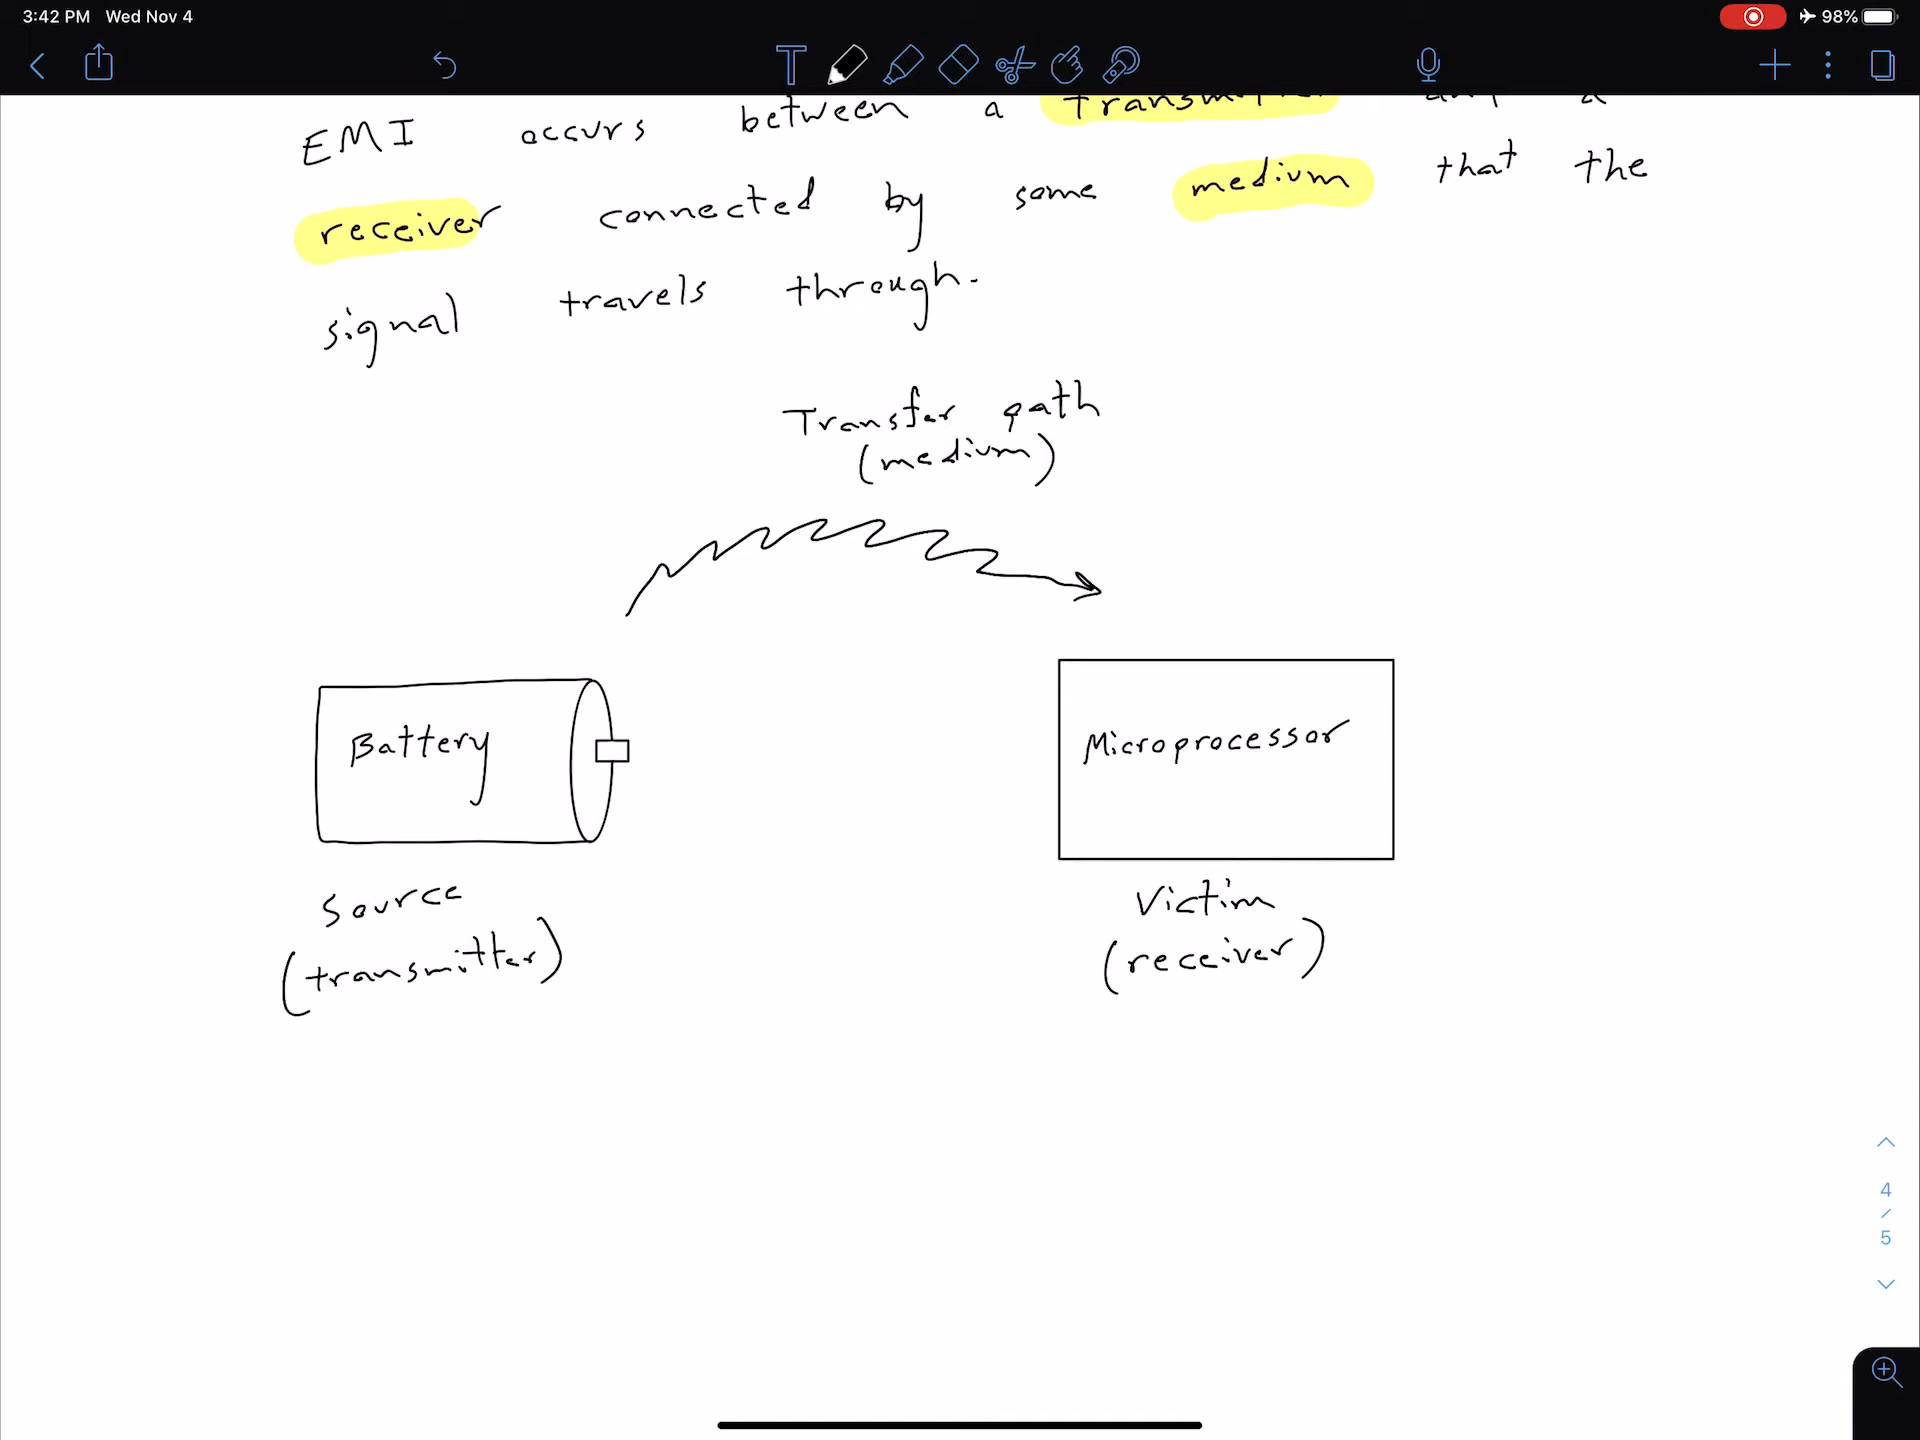 3:42 PM Wed Nov 4
98%
EMI occurs between a a
receiver connected by some medium that the
signal travels through.
Transfer path
(medium)
Battery
Microprocessor
Source
(transmitter)
Victim
(receiver)
4
/
5